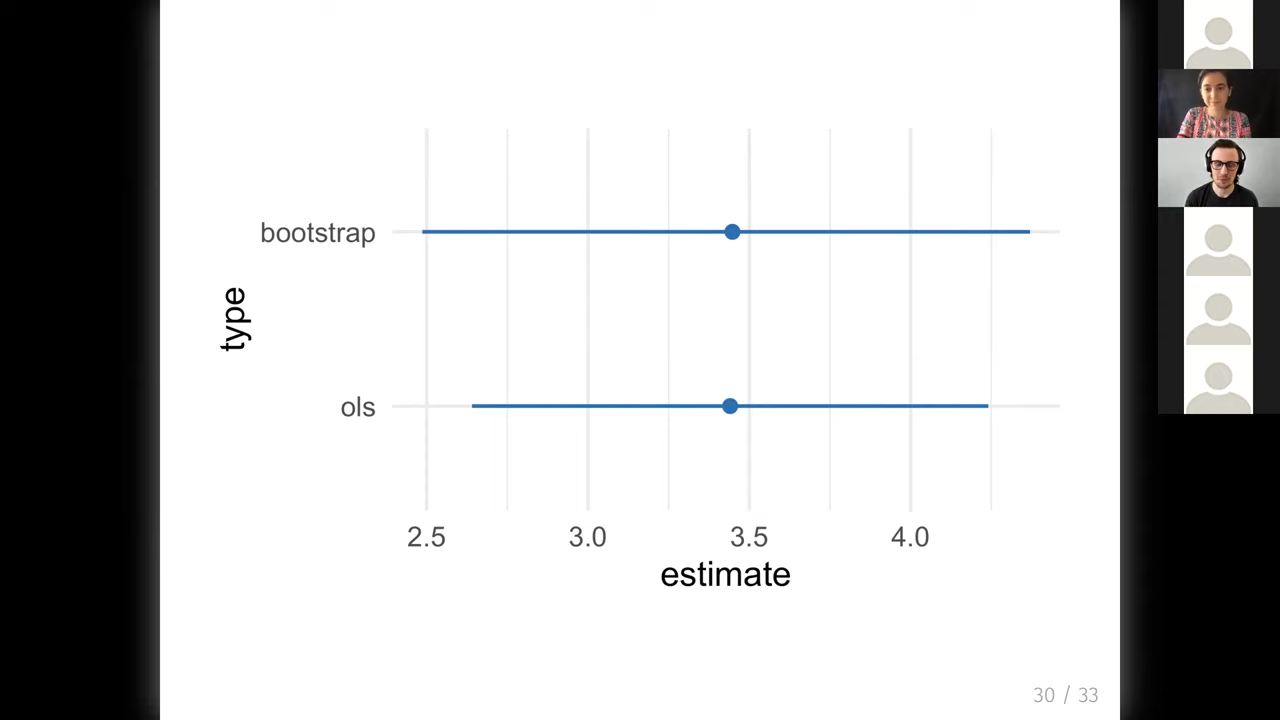 bootstrap
type
ols
2.5 3.0 3.5 4.0
estimate
30 / 33